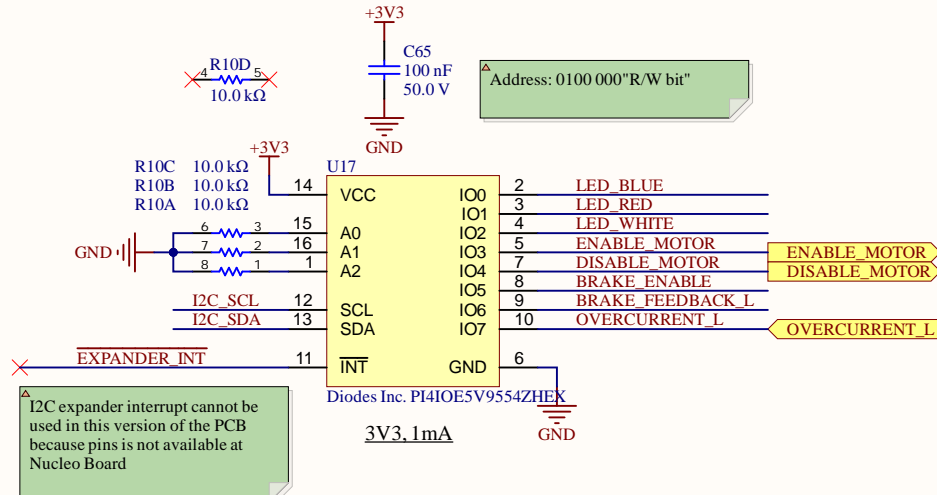 +3V3
R10D
4 5
10.0 kΩ
C65
100 nF
50.0 V
GND
Address: 0100 000"R/W bit"
+3V3
R10C 10.0 kΩ
R10B 10.0 kΩ
R10A 10.0 kΩ
U17
14 VCC IO0 2 LED_BLUE
IO1 3 LED_RED
6 3 15 A0 IO2 4 LED_WHITE
GND 7 2 16 A1 IO3 5 ENABLE_MOTOR ENABLE_MOTOR
8 1 1 A2 IO4 7 DISABLE_MOTOR DISABLE_MOTOR
IO5 8 BRAKE_ENABLE
I2C_SCL 12 SCL IO6 9 BRAKE_FEEDBACK_L
I2C_SDA 13 SDA IO7 10 OVERCURRENT_L OVERCURRENT_L
EXPANDER_INT 11 INT GND 6
Diodes Inc. PI4IOE5V9554ZHEX
3V3, 1mA
GND
I2C expander interrupt cannot be
used in this version of the PCB
because pins is not available at
Nucleo Board